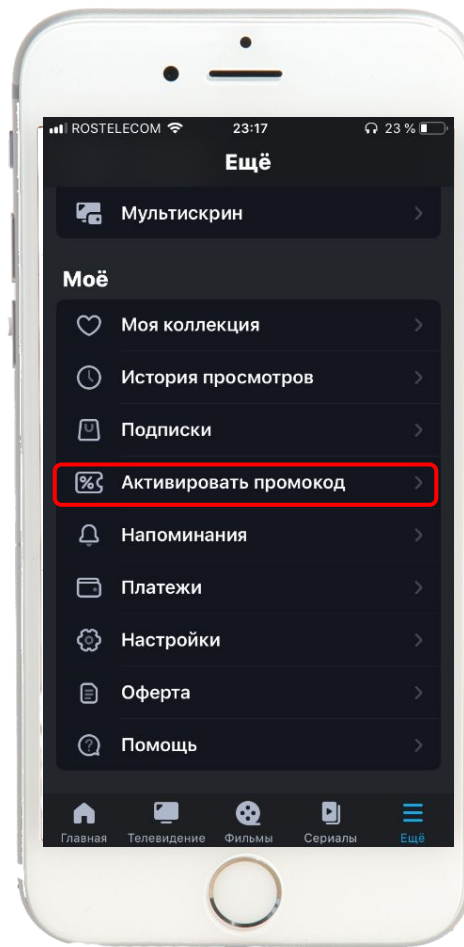 ROSTELECOM 23:17 23 %
Ещё
Мультискрин
Моё
Моя коллекция
История просмотров
Подписки
Активировать промокод
Напоминания
Платежи
Настройки
Оферта
Помощь
Главная Телевидение Фильмы Сериалы Ещё